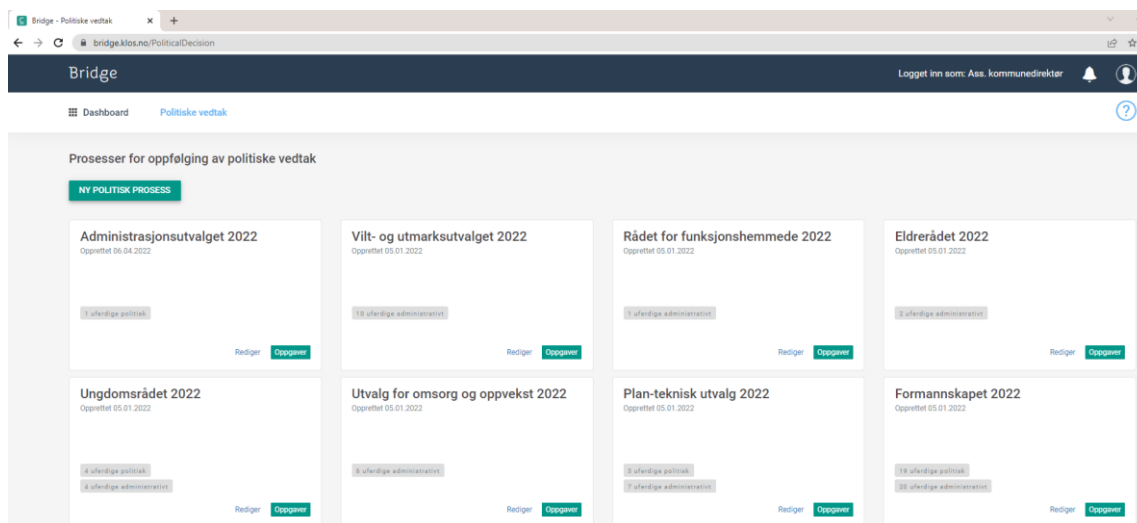 Bridge - Politiske vedtak
bridge.klos.no/PoliticalDecision
Bridge
Logget inn som: Ass. kommunedirektør
Dashboard
Politiske vedtak
Prosesser for oppfølging av politiske vedtak
NY POLITISK PROSESS
Administrasjonsutvalget 2022
Opprettet 06.04.2022
1 uferdige politisk
Rediger Oppgaver
Vilt- og utmarksutvalget 2022
Opprettet 05.01.2022
10 uferdige administrativt
Rediger Oppgaver
Rådet for funksjonshemmede 2022
Opprettet 05.01.2022
1 uferdige administrativt
Rediger Oppgaver
Eldrerådet 2022
Opprettet 05.01.2022
2 uferdige administrativt
Rediger Oppgaver
Ungdomsrådet 2022
Opprettet 05.01.2022
4 uferdige politisk
4 uferdige administrativt
Rediger Oppgaver
Utvalg for omsorg og oppvekst 2022
Opprettet 05.01.2022
uferdige administrativt
Rediger Oppgaver
Plan-teknisk utvalg 2022
Opprettet 05.01.2022
uferdige politisk
7 uferdige administrativt
Rediger Oppgaver
Formannskapet 2022
Opprettet 05.01.2022
19 uferdige politisk
uferdige administrativt
Rediger Oppgaver